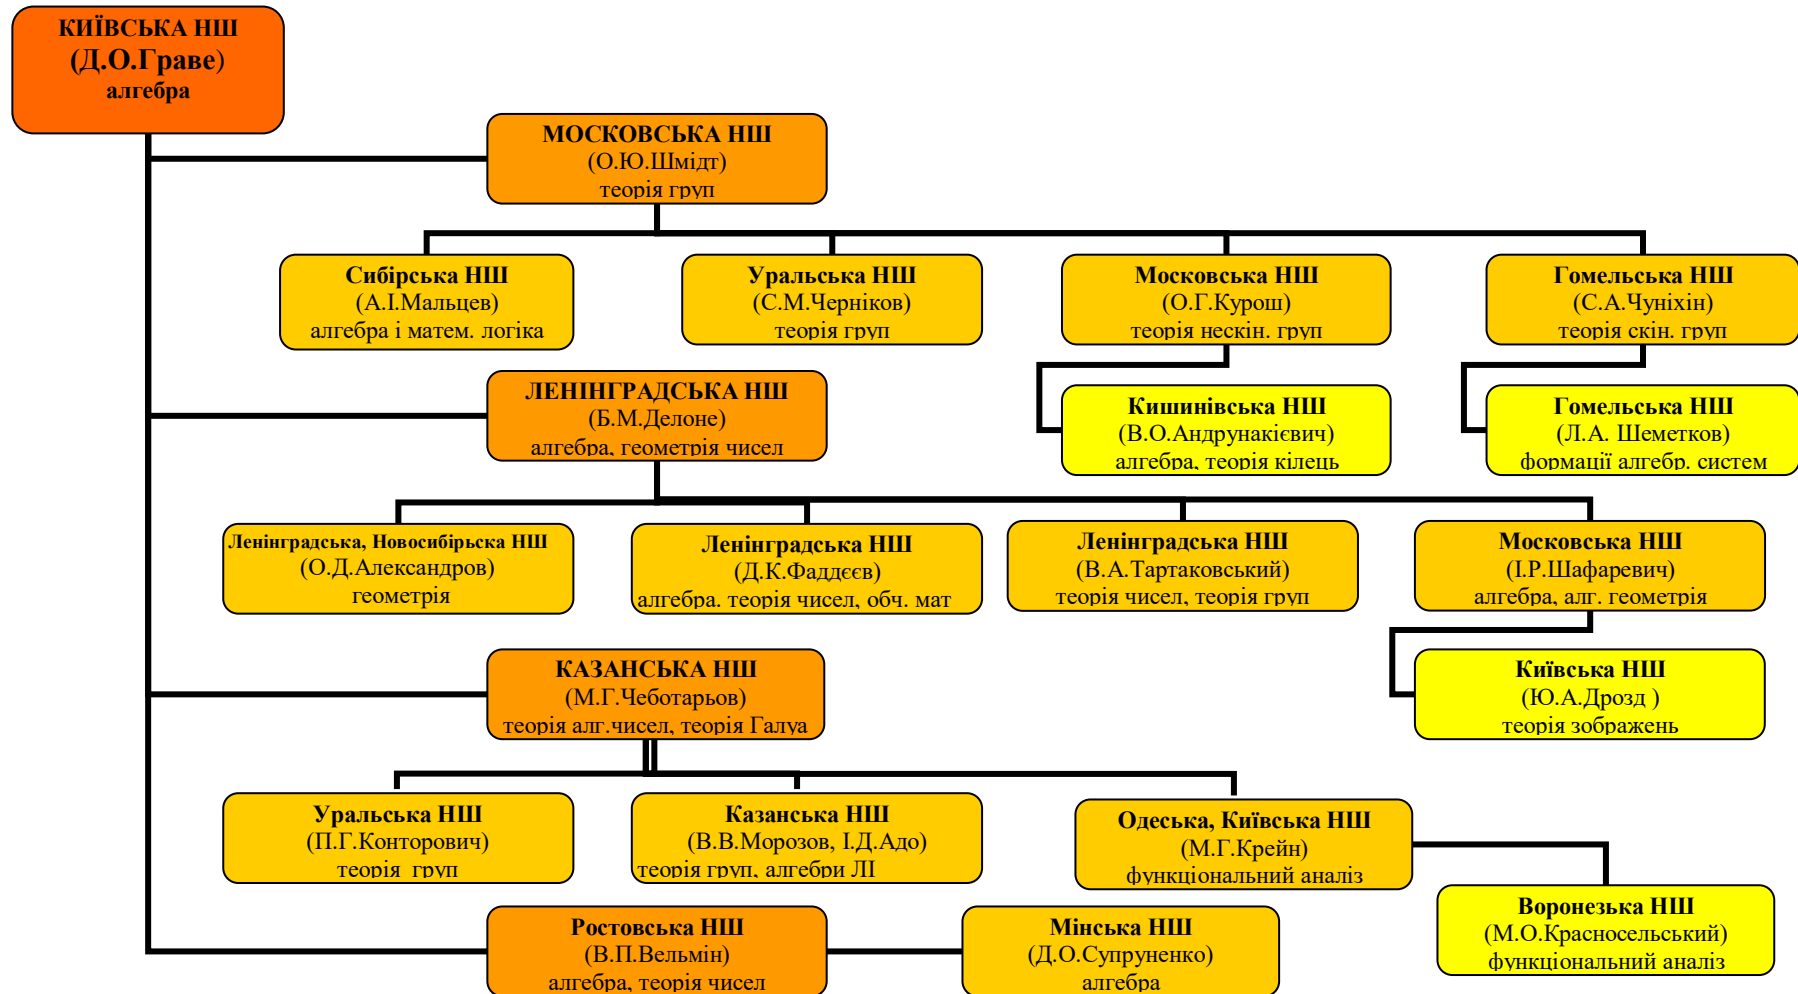 КИЇВСЬКА НШ
(Д.О.Граве)
алгебра
МОСКОВСЬКА НШ
(О.Ю.Шмідт)
теорія груп
Сибірська НШ
(А.І.Мальцев)
алгебра і матем. логіка
Уральська НШ
(С.М.Черніков)
теорія груп
Московська НШ
(О.Г.Курош)
теорія нескін. груп
Гомельська НШ
(С.А.Чуніхін)
теорія скін. груп
Кишинівська НШ
(В.О.Андрунакієвич)
алгебра, теорія кілець
Гомельська НШ
(Л.А. Шеметков)
формації алгебр. систем
ЛЕНІНГРАДСЬКА НШ
(Б.М.Делоне)
алгебра, геометрія чисел
Ленінградська, Новосибірьска НШ
(О.Д.Александров)
геометрія
Ленінградська НШ
(Д.К.Фаддєєв)
алгебра. теорія чисел, обч. мат
Ленінградська НШ
(В.А.Тартаковський)
теорія чисел, теорія груп
Московська НШ
(І.Р.Шафаревич)
алгебра, алг. геометрія
Київська НШ
(Ю.А.Дрозд )
теорія зображень
КАЗАНСЬКА НШ
(М.Г.Чеботарьов)
теорія алг.чисел, теорія Галуа
Уральська НШ
(П.Г.Конторович)
теорія груп
Казанська НШ
(В.В.Морозов, І.Д.Адо)
теорія груп, алгебри ЛІ
Одеська, Київська НШ
(М.Г.Крейн)
функціональний аналіз
Воронезька НШ
(М.О.Красносельський)
функціональний аналіз
Ростовська НШ
(В.П.Вельмін)
алгебра, теорія чисел
Мінська НШ
(Д.О.Супруненко)
алгебра